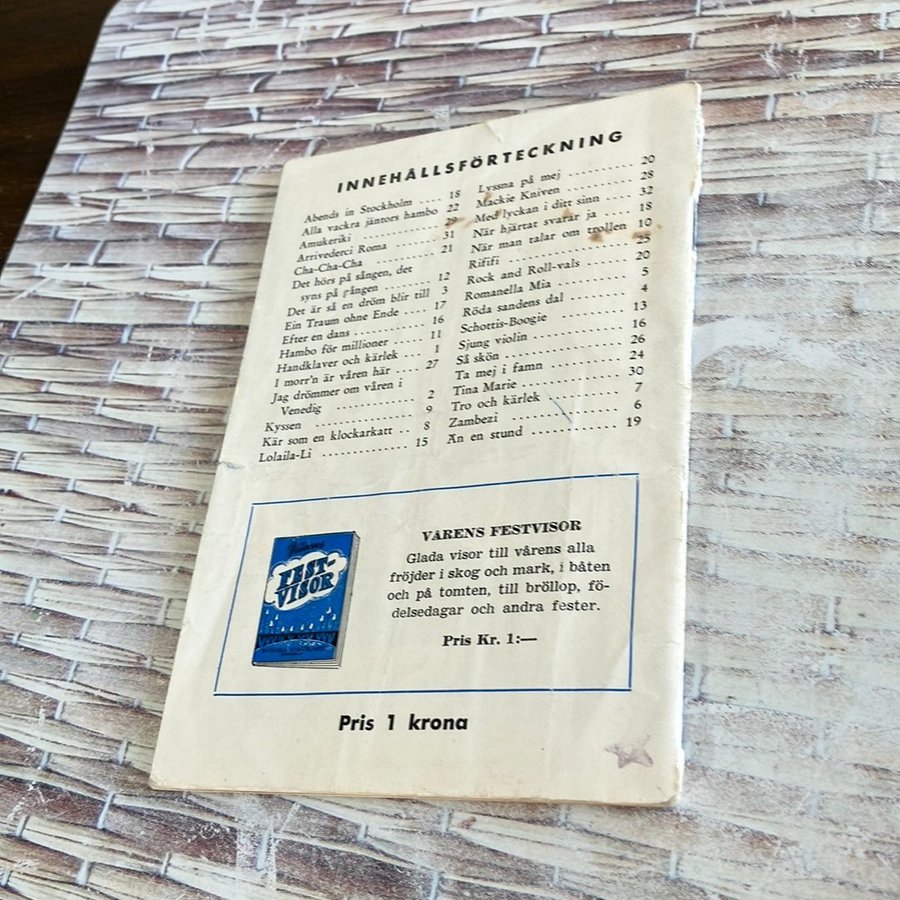 INNEHÅLLSFÖRTECKNING
Abends in Stockholm .... 18
Alla vackra jäntors hambo 22
Amukeriki .............. 29
Arrivederci Roma ....... 31
Cha-Cha-Cha .......... 21
Det hörs på sången, det
syns på gången ........ 12
Det är så en dröm blir till 3
Ein Traum ohne Ende .... 17
Efter en dans ............ 16
Hambo för millioner ..... 11
Handklaver och kärlek ... 1
I morr'n är våren här .... 27
Jag drömmer om våren i
Venedig ............ 2
Kyssen ................. 9
Kär som en klockarkatt .. 8
Lolaila-Li .............. 15
Lyssna på mej .......... 20
Mackie Kniven .......... 28
Med lyckan i ditt sinn .... 32
När hjärtat svarar ja ..... 18
När man talar om trollen 10
Rififi .................. 25
Rock and Roll-vals ...... 20
Romanella Mia .......... 5
Röda sandens dal ........ 4
Schottis-Boogie .......... 13
Sjung violin ............. 16
Så skön ................ 26
Ta mej i famn .......... 24
Tina Marie .............. 30
Tro och kärlek .......... 7
Zambezi ................ 6
Än en stund ............. 19
FEST-
VISOR
VÅRENS FESTVISOR
Glada visor till vårens alla
fröjder i skog och mark, i båten
och på tomten, till bröllop, fö-
delsedagar och andra fester.
Pris Kr. 1:—
Pris 1 krona